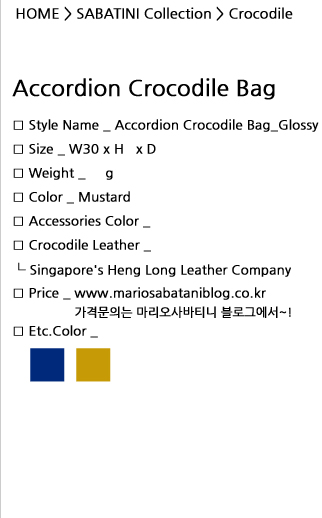 HOME > SABATINI Collection > Crocodile
Accordion Crocodile Bag
□ Style Name _ Accordion Crocodile Bag_Glossy
□ Size _ W30 x H x D
□ Weight _ g
□ Color _ Mustard
□ Accessories Color _
□ Crocodile Leather _
└ Singapore's Heng Long Leather Company
□ Price _ www.mariosabataniblog.co.kr
가격문의는 마리오사바티니 블로그에서~!
□ Etc.Color _